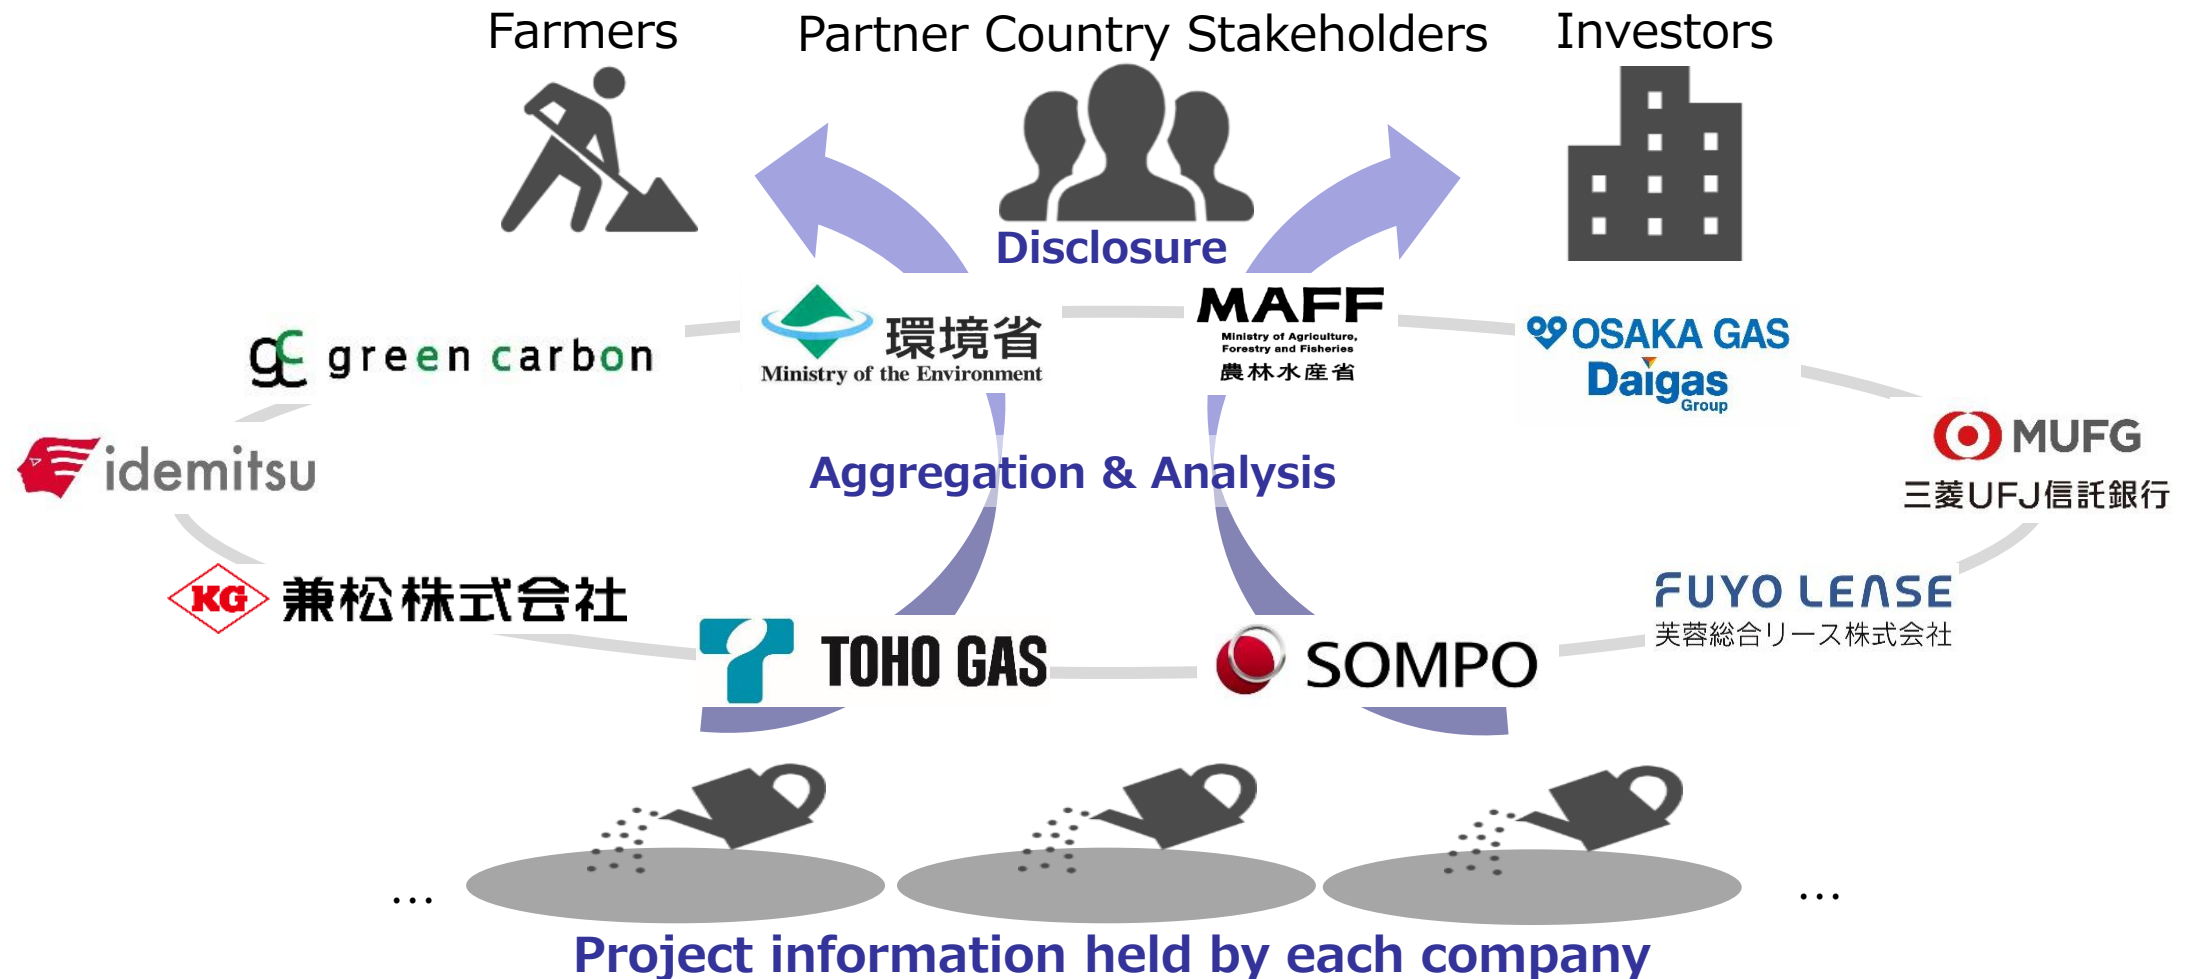 Farmers
Partner Country Stakeholders
Investors
Disclosure
gc green carbon
環境省
Ministry of the Environment
MAFF
Ministry of Agriculture,
Forestry and Fisheries
農林水産省
OSAKA GAS
Daigas
Group
idemitsu
Aggregation & Analysis
MUFG
三菱UFJ信託銀行
KG 兼松株式会社
TOHO GAS
SOMPO
FUYO LEASE
芙蓉総合リース株式会社
...
...
Project information held by each company